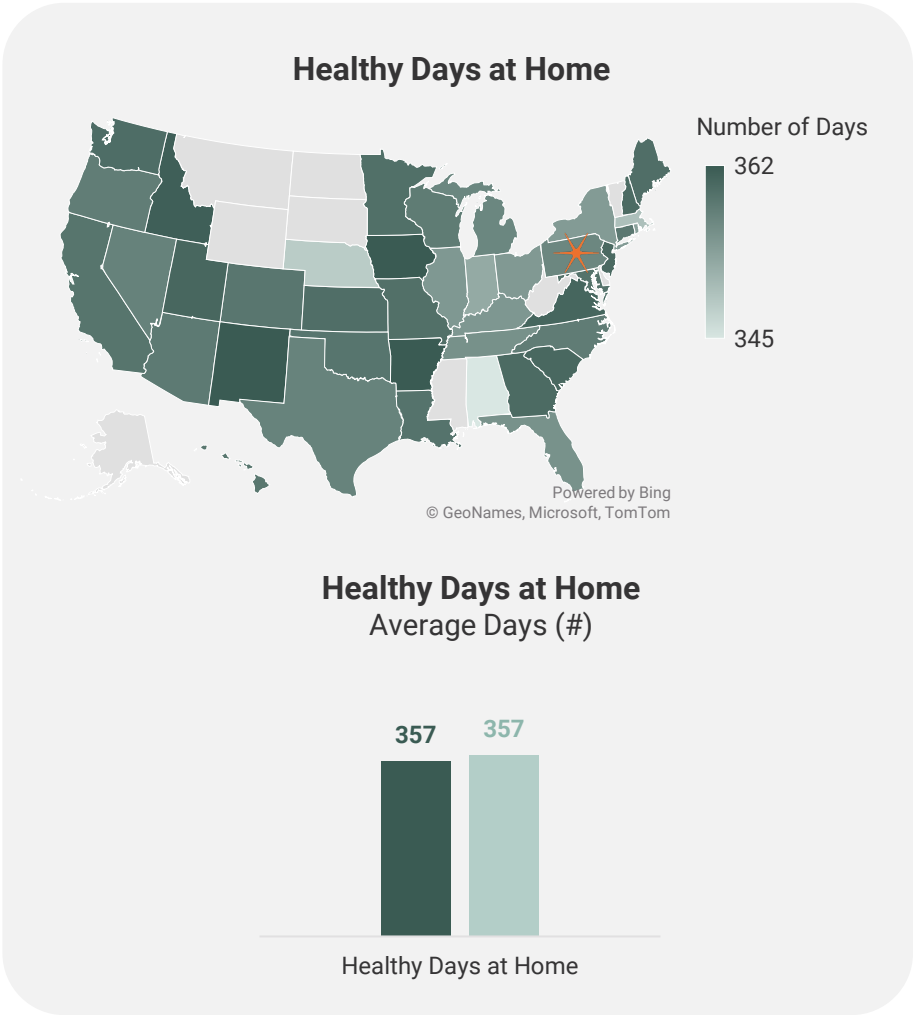 Healthy Days at Home
Number of Days
362
345
Powered by Bing
© GeoNames, Microsoft, TomTom
Healthy Days at Home
Average Days (#)
357
357
Healthy Days at Home